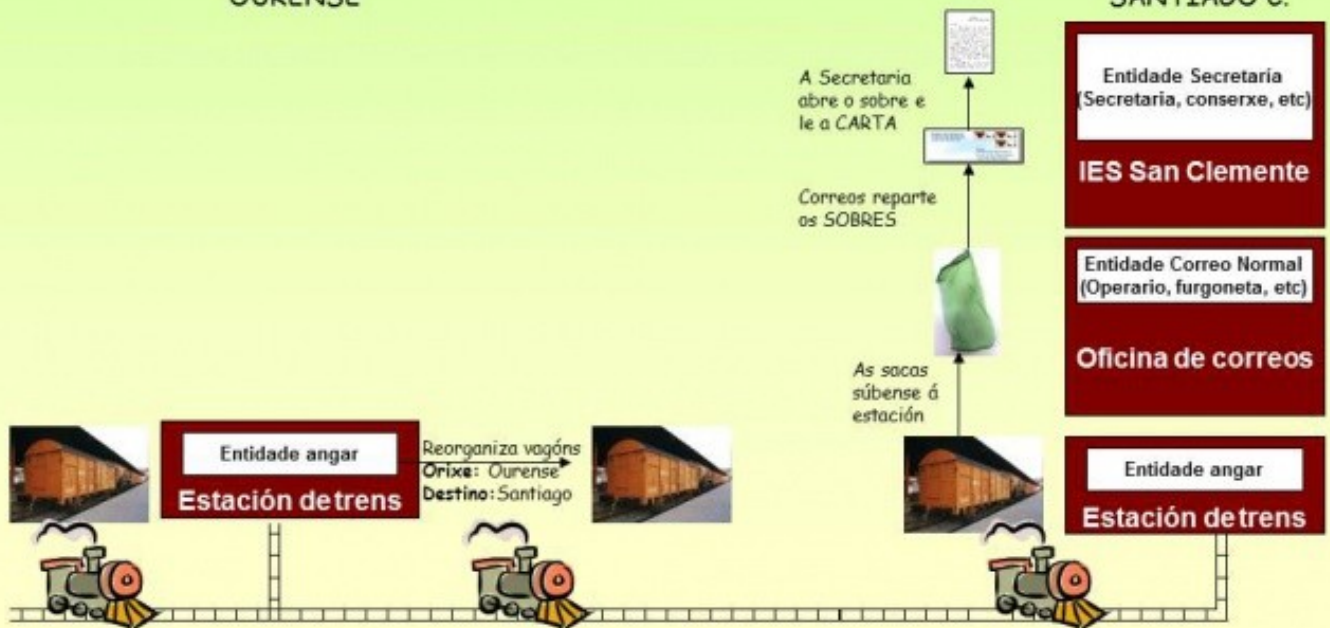 OURENSE
SANTIAGO C.
A Secretaria
abre o sobre e
le a CARTA
Entidade Secretaría
(Secretaria, conserxe, etc)
IES San Clemente
Correos reparte
os SOBRES
Entidade Correo Normal
(Operario, furgoneta, etc)
Oficina de correos
As sacas
súbense á
estación
Entidade angar
Estación de trens
Reorganiza vagóns
Orixe: Ourense
Destino: Santiago
Entidade angar
Estación de trens